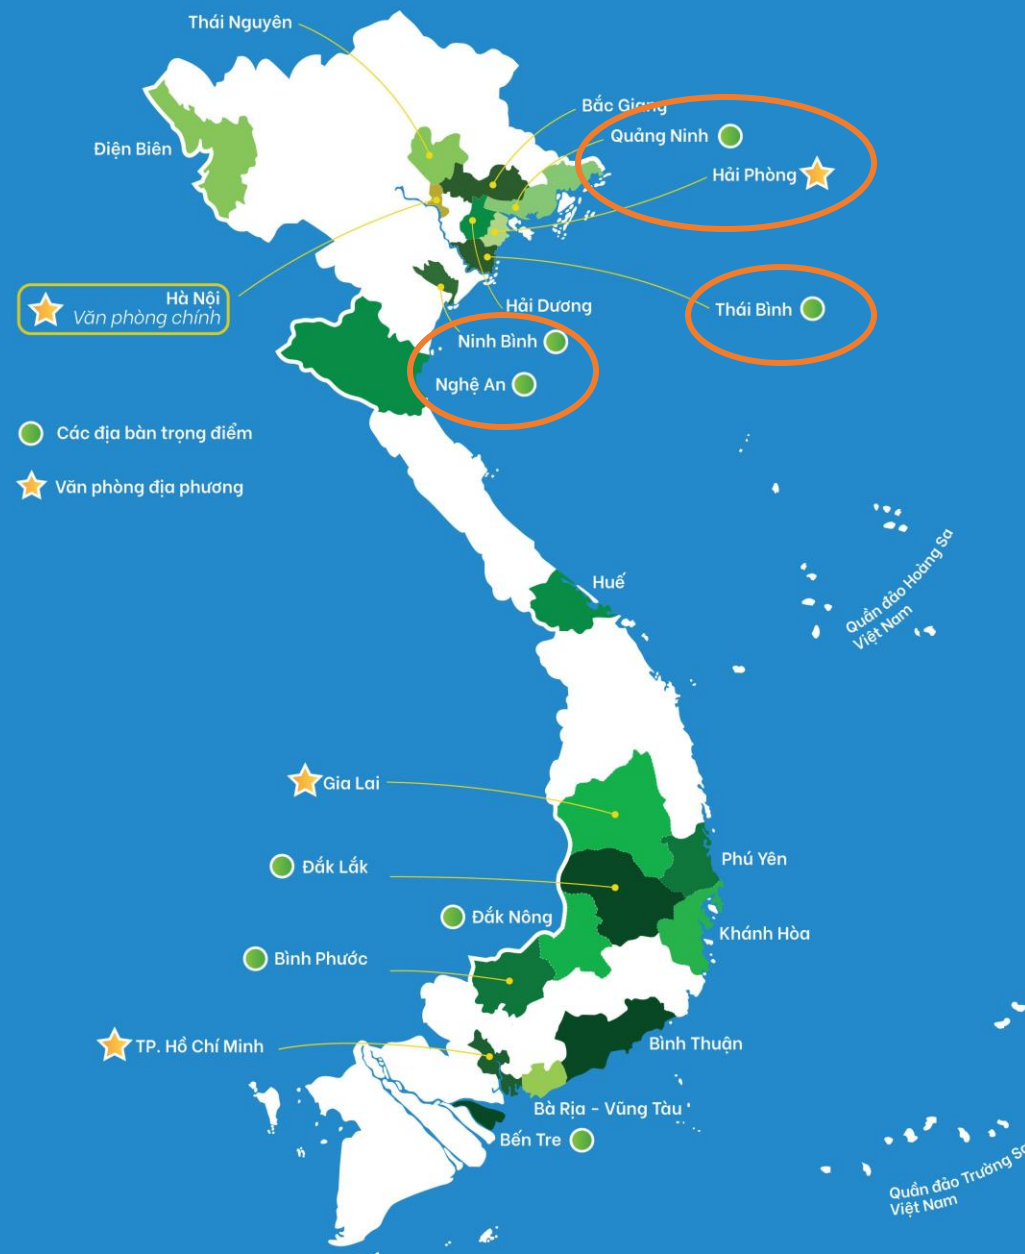 Thái Nguyên
Bắc Giang
Quảng Ninh
Điện Biên
Hải Phòng
Hà Nội
Văn phòng chính
Hải Dương
Thái Bình
Ninh Bình
Nghệ An
Các địa bàn trọng điểm
Văn phòng địa phương
Huế
Quần đảo Hoàng Sa
Việt Nam
Gia Lai
Phú Yên
Đắk Lắk
Đắk Nông
Khánh Hòa
Bình Phước
TP. Hồ Chí Minh
Bình Thuận
Bà Rịa - Vũng Tàu
Bến Tre
Quần đảo Trường Sa
Việt Nam